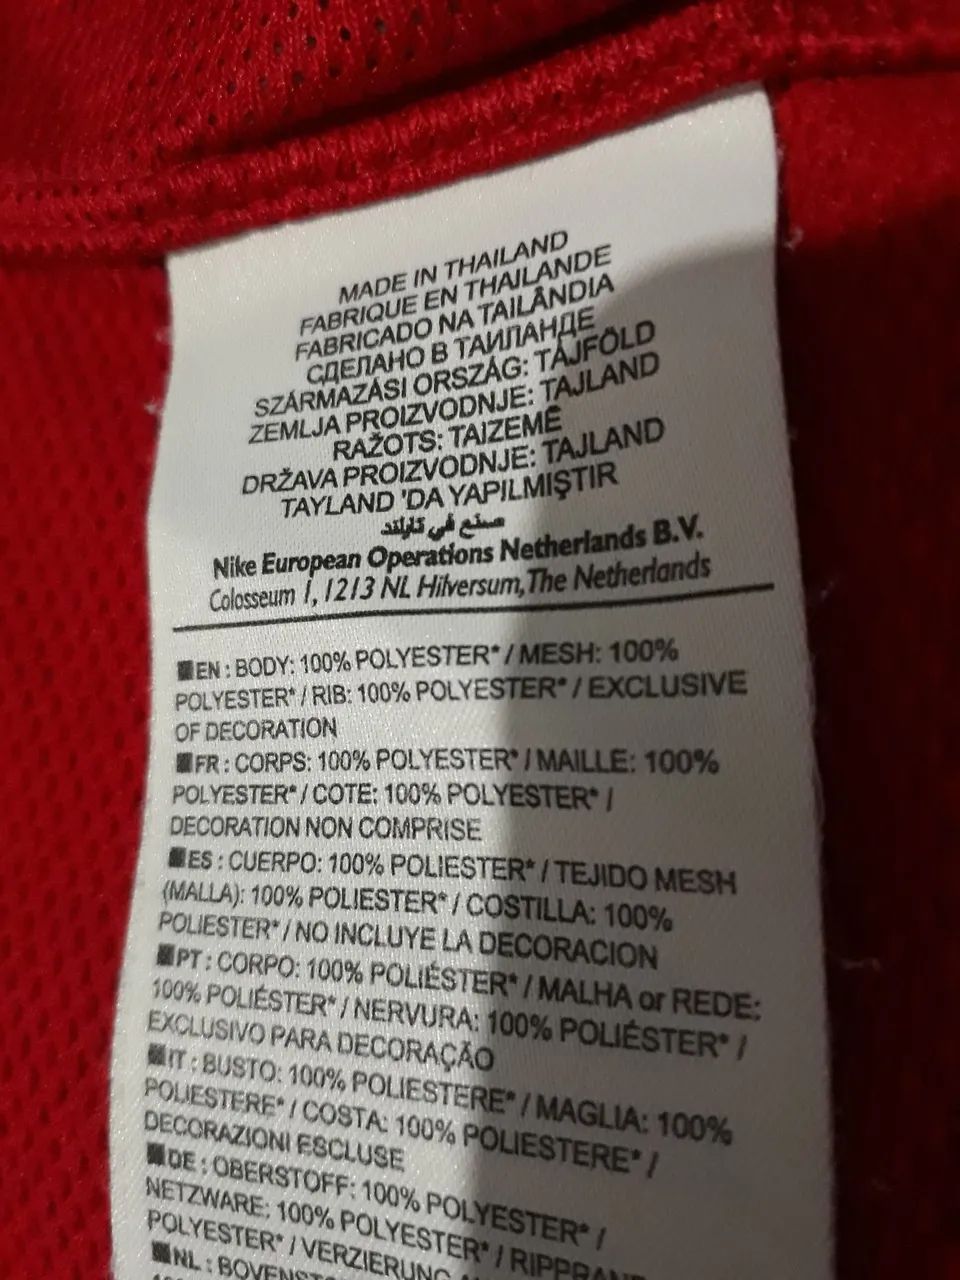 MADE IN THAILAND
FABRIQUE EN THAILANDE
FABRICADO NA TAILÂNDIA
СДЕЛАНО В ТАИЛАНДЕ
SZÁRMAZÁSI ORSZÁG: TÁJFÖLD
ZEMLJA PROIZVODNJE: TAJLAND
RAŽOTS: TAIZEMĒ
DRŽAVA PROIZVODNJE: TAJLAND
TAYLAND 'DA YAPILMIŞTIR
صنع في تايلند
Nike European Operations Netherlands B.V.
Colosseum 1, 1213 NL Hilversum, The Netherlands
EN : BODY: 100% POLYESTER* / MESH: 100%
POLYESTER* / RIB: 100% POLYESTER* / EXCLUSIVE
OF DECORATION
FR : CORPS: 100% POLYESTER* / MAILLE: 100%
POLYESTER* / COTE: 100% POLYESTER* /
DECORATION NON COMPRISE
ES : CUERPO: 100% POLIESTER* / TEJIDO MESH
(MALLA): 100% POLIESTER* / COSTILLA: 100%
POLIESTER* / NO INCLUYE LA DECORACION
PT : CORPO: 100% POLIÉSTER* / MALHA or REDE:
100% POLIÉSTER* / NERVURA: 100% POLIÉSTER* /
EXCLUSIVO PARA DECORAÇÃO
IT : BUSTO: 100% POLIESTERE* / MAGLIA: 100%
POLIESTERE* / COSTA: 100% POLIESTERE* /
DECORAZIONI ESCLUSE
DE : OBERSTOFF: 100% POLYESTER* /
NETZWARE: 100% POLYESTER* /
POLYESTER* / VERZIERUNG
NL :